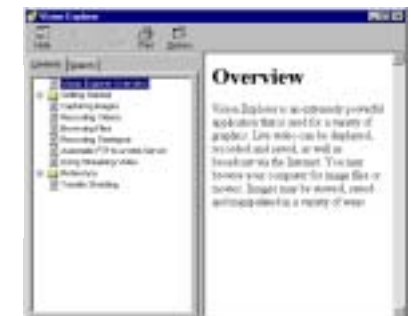 Vision Explorer
Hide
Print
Options
Contents
Search
Vision Explorer Overview
Getting Started
Capturing Images
Recording Videos
Browsing Files
Recording Timelapse
Automatic FTP to a Web Server
Using Streaming Video
Reference
Trouble Shooting
Overview
Vision Explorer is an extremely powerful
application that is used for a variety of
graphics. Live video can be displayed,
recorded and saved, as well as
broadcast via the Internet. You may
browse your computer for image files or
movies. Images may be viewed, saved
and manipulated in a variety of ways.